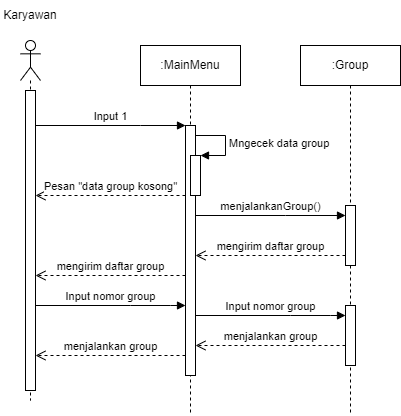 Karyawan
:MainMenu
:Group
Input 1
Mngecek data group
Pesan "data group kosong"
menjalankanGroup()
mengirim daftar group
mengirim daftar group
Input nomor group
Input nomor group
menjalankan group
menjalankan group